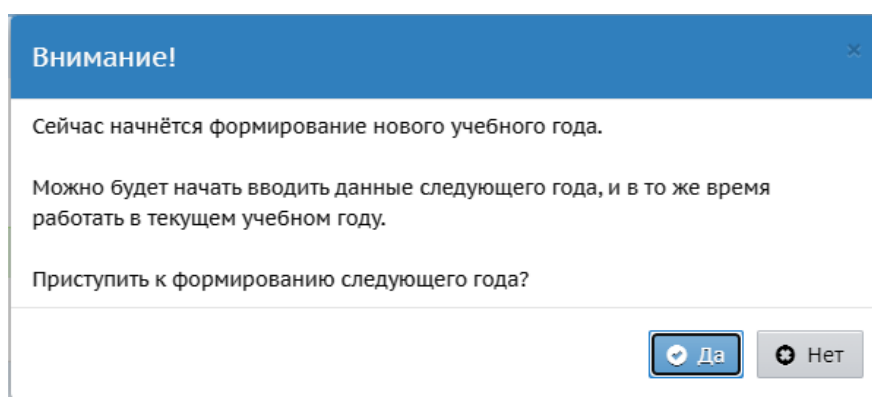 Внимание!
Сейчас начнётся формирование нового учебного года.
Можно будет начать вводить данные следующего года, и в то же время
работать в текущем учебном году.
Приступить к формированию следующего года?
Да
Нет